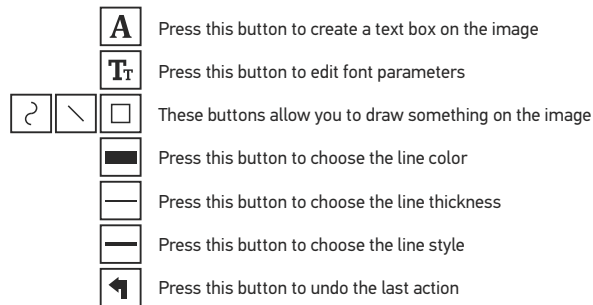 A Press this button to create a text box on the image
TT Press this button to edit font parameters
These buttons allow you to draw something on the image
Press this button to choose the line color
Press this button to choose the line thickness
Press this button to choose the line style
Press this button to undo the last action